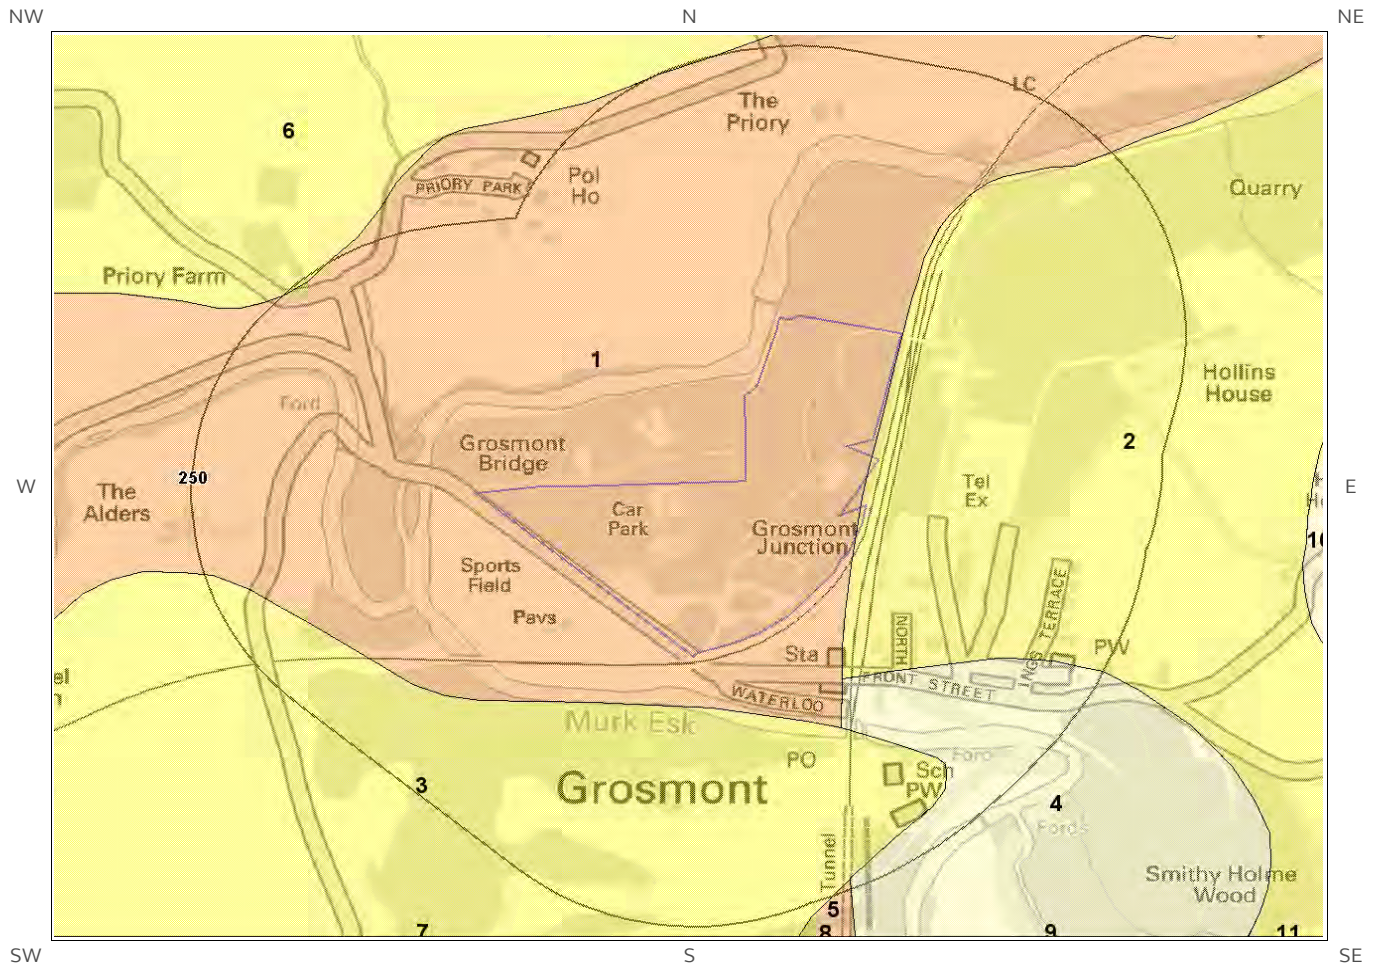 NW
N
NE
LC
The
Priory
6
Pol
Ho
PRIORY PARK
Quarry
Priory Farm
1
Hollins
House
Ford
2
Grosmont
Bridge
250
W
E
The
Alders
Tel
Ex
Car
Park
Grosmont
Junction
10
Sports
Field
Pavs
NORTH
INGS TERRACE
PW
Sta
FRONT STREET
WATERLOO
Murk Esk
PO
Ford
Sch
PW
3
Grosmont
4
Fords
Tunnel
Smithy Holme
Wood
5
7
8
9
11
SW
S
SE